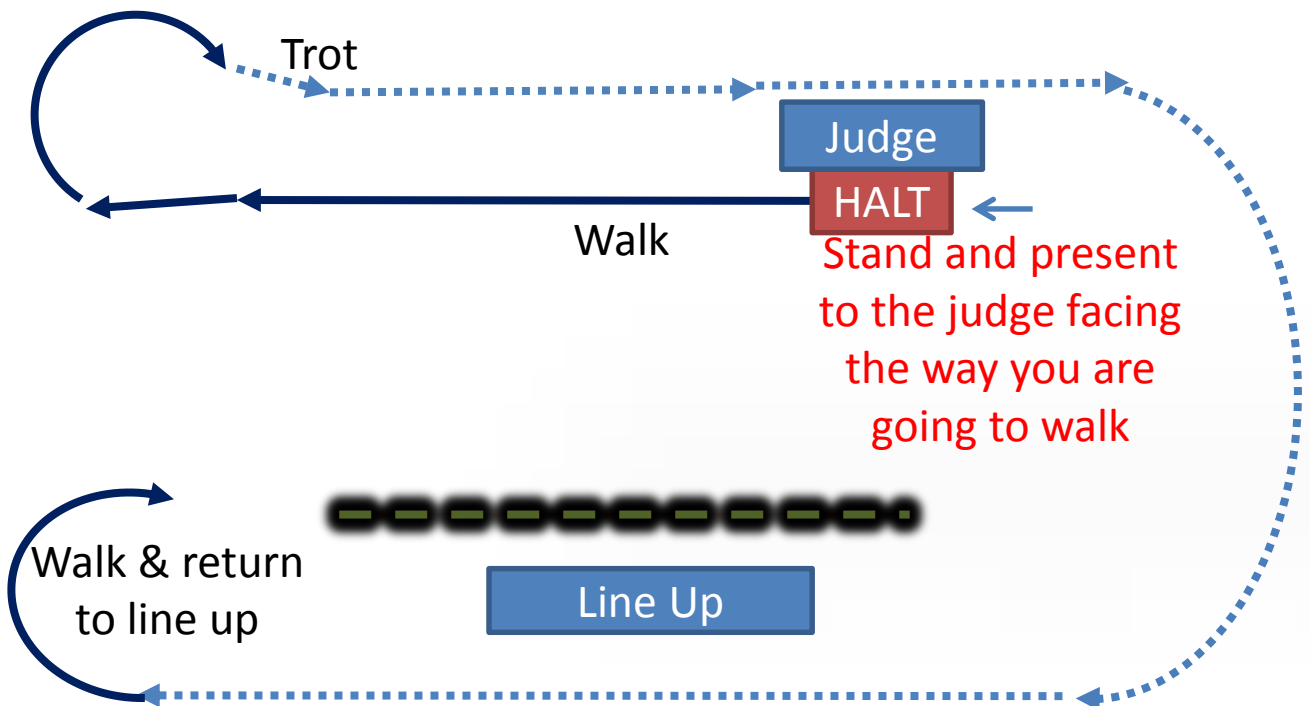 Trot
Judge
HALT
Walk
Stand and present
to the judge facing
the way you are
going to walk
Walk & return
to line up
Line Up